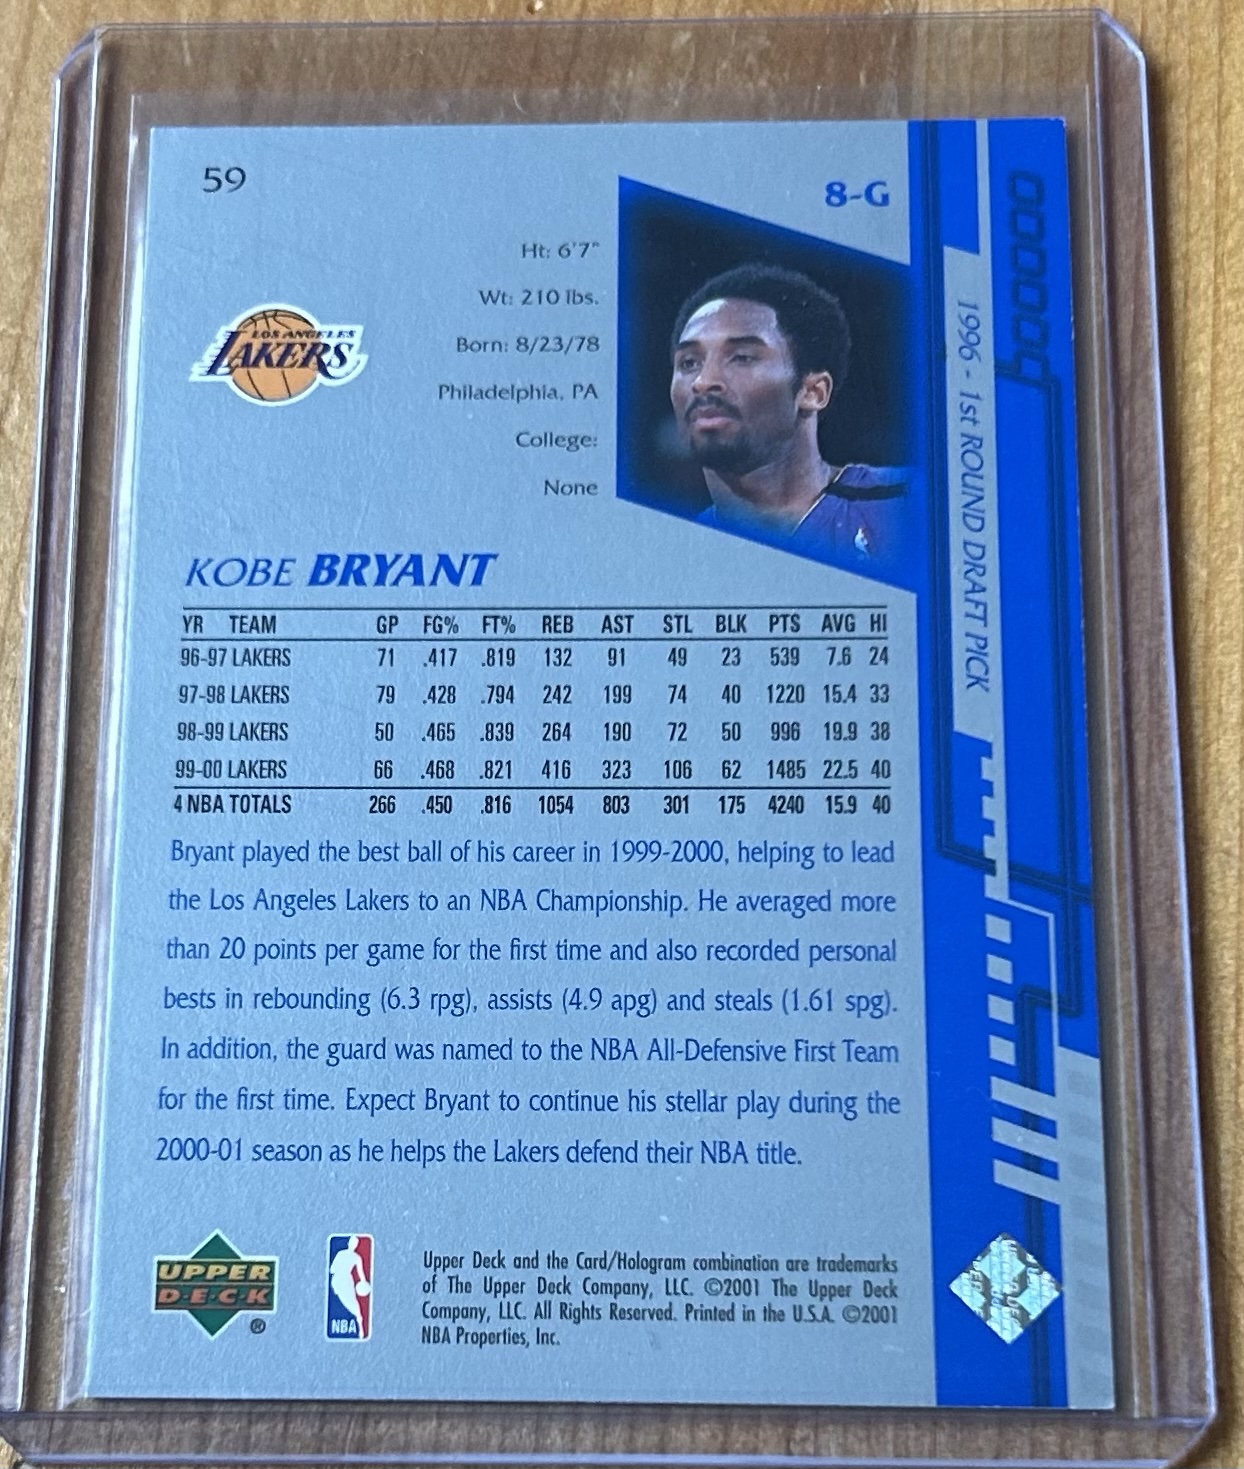 59
8-G
Ht: 6'7"
Wt: 210 lbs.
Born: 8/23/78
Philadelphia, PA
College:
None
LOS ANGELES
LAKERS
1996 - 1st ROUND DRAFT PICK
KOBE BRYANT
YR TEAM GP FG% FT% REB AST STL BLK PTS AVG HI
96-97 LAKERS 71 .417 .819 132 91 49 23 539 7.6 24
97-98 LAKERS 79 .428 .794 242 199 74 40 1220 15.4 33
98-99 LAKERS 50 .465 .839 264 190 72 50 996 19.9 38
99-00 LAKERS 66 .468 .821 416 323 106 62 1485 22.5 40
4 NBA TOTALS 266 .450 .816 1054 803 301 175 4240 15.9 40
Bryant played the best ball of his career in 1999-2000, helping to lead
the Los Angeles Lakers to an NBA Championship. He averaged more
than 20 points per game for the first time and also recorded personal
bests in rebounding (6.3 rpg), assists (4.9 apg) and steals (1.61 spg).
In addition, the guard was named to the NBA All-Defensive First Team
for the first time. Expect Bryant to continue his stellar play during the
2000-01 season as he helps the Lakers defend their NBA title.
UPPER
D·E·C·K
®
NBA
Upper Deck and the Card/Hologram combination are trademarks
of The Upper Deck Company, LLC. ©2001 The Upper Deck
Company, LLC. All Rights Reserved. Printed in the U.S.A. ©2001
NBA Properties, Inc.